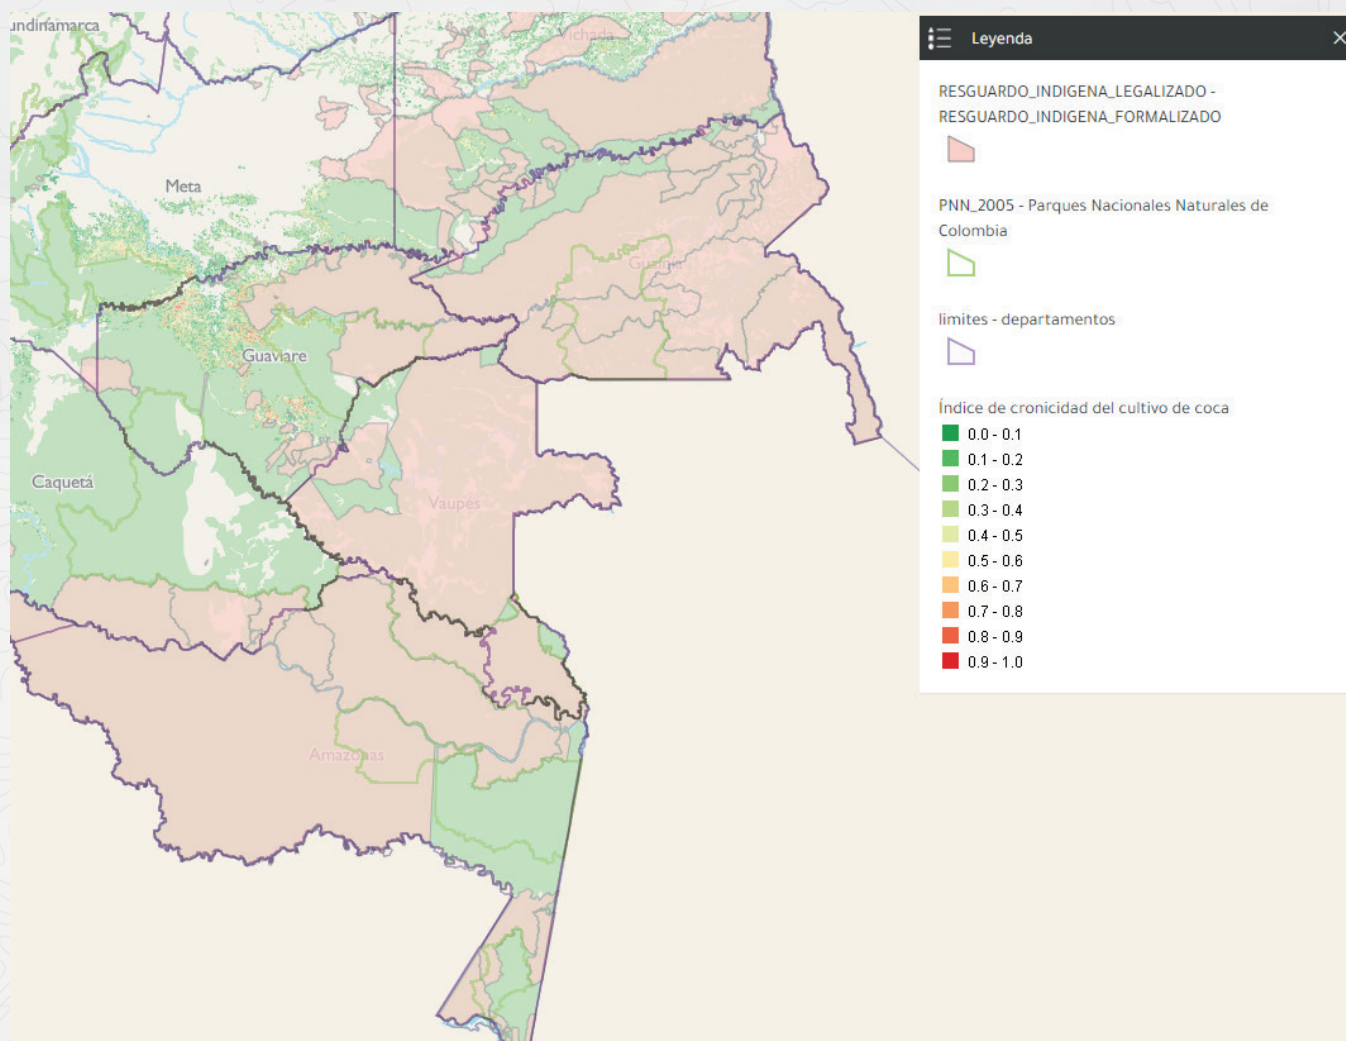 undinamarca
Vichada
Meta
Guainía
Guaviare
Caquetá
Vaupés
Amazonas
Leyenda
RESGUARDO_INDIGENA_LEGALIZADO -
RESGUARDO_INDIGENA_FORMALIZADO
PNN_2005 - Parques Nacionales Naturales de
Colombia
limites - departamentos
Índice de cronicidad del cultivo de coca
0.0 - 0.1
0.1 - 0.2
0.2 - 0.3
0.3 - 0.4
0.4 - 0.5
0.5 - 0.6
0.6 - 0.7
0.7 - 0.8
0.8 - 0.9
0.9 - 1.0